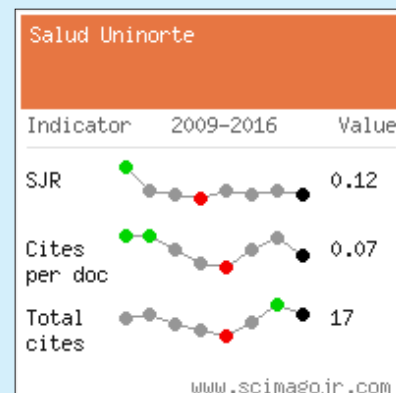 Salud Uninorte
Indicator 2009-2016 Value
SJR 0.12
Cites
per doc 0.07
Total
cites 17
www.scimagojr.com